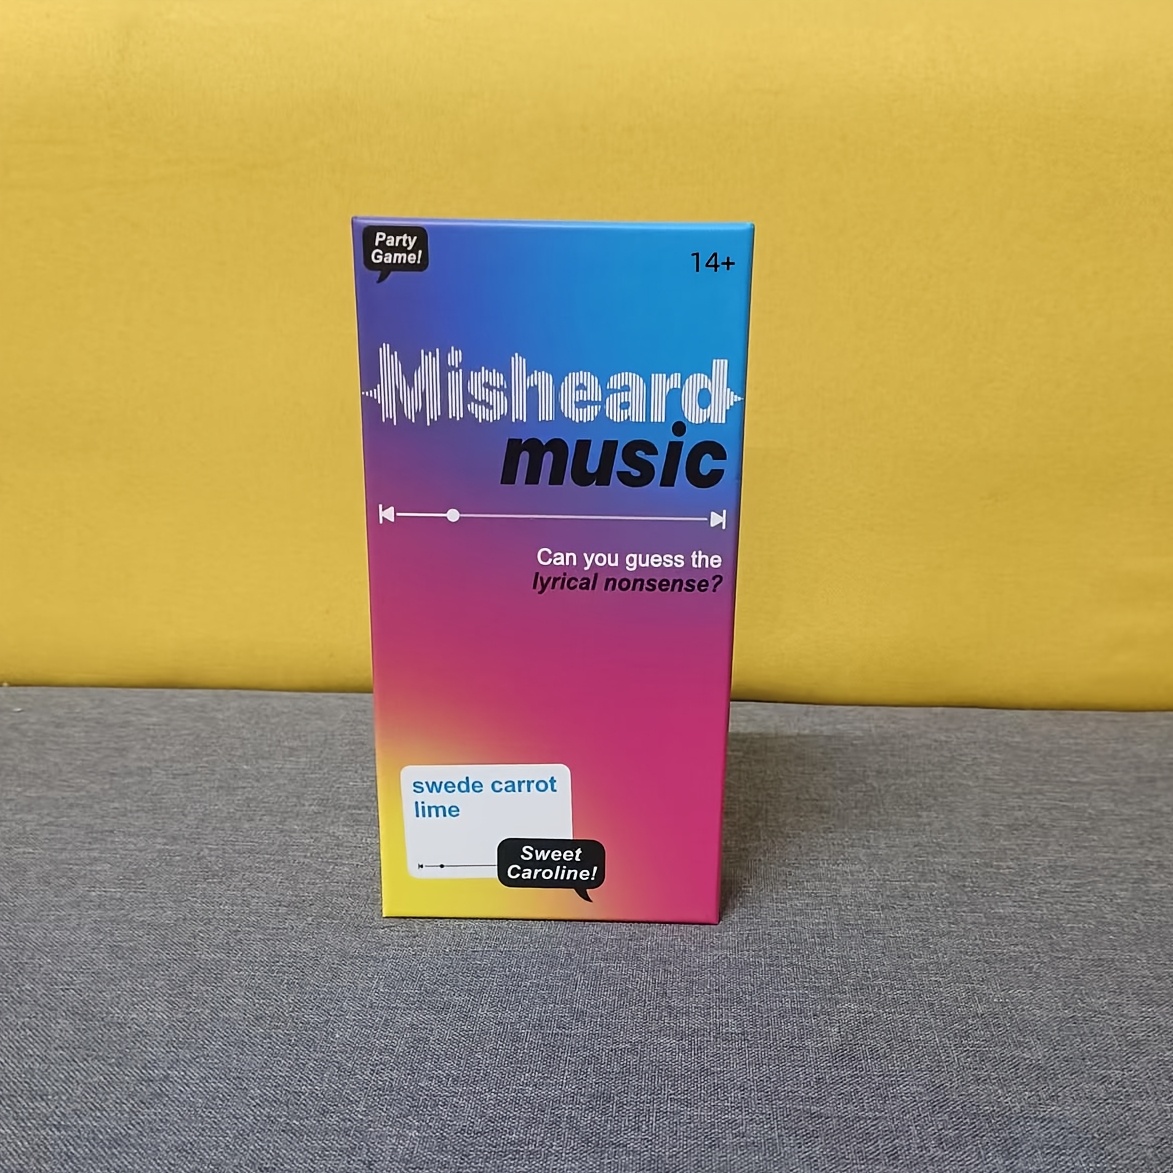 Party
Game!
14+
Misheard
music
Can you guess the
lyrical nonsense?
swede carrot
lime
Sweet
Caroline!